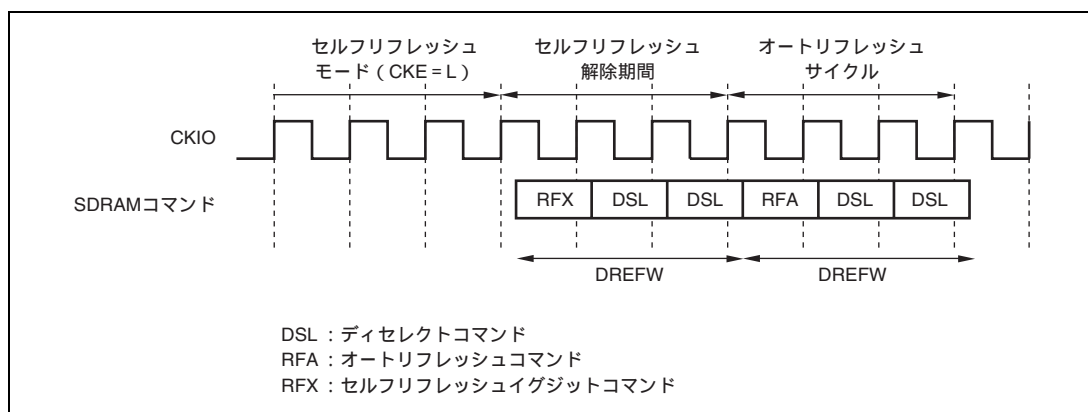 セルフリフレッシュ
モード（CKE=L）
セルフリフレッシュ
解除期間
オートリフレッシュ
サイクル
CKIO
SDRAMコマンド
RFX DSL DSL RFA DSL DSL
DREFW DREFW
DSL：ディセレクトコマンド
RFA：オートリフレッシュコマンド
RFX：セルフリフレッシュイグジットコマンド